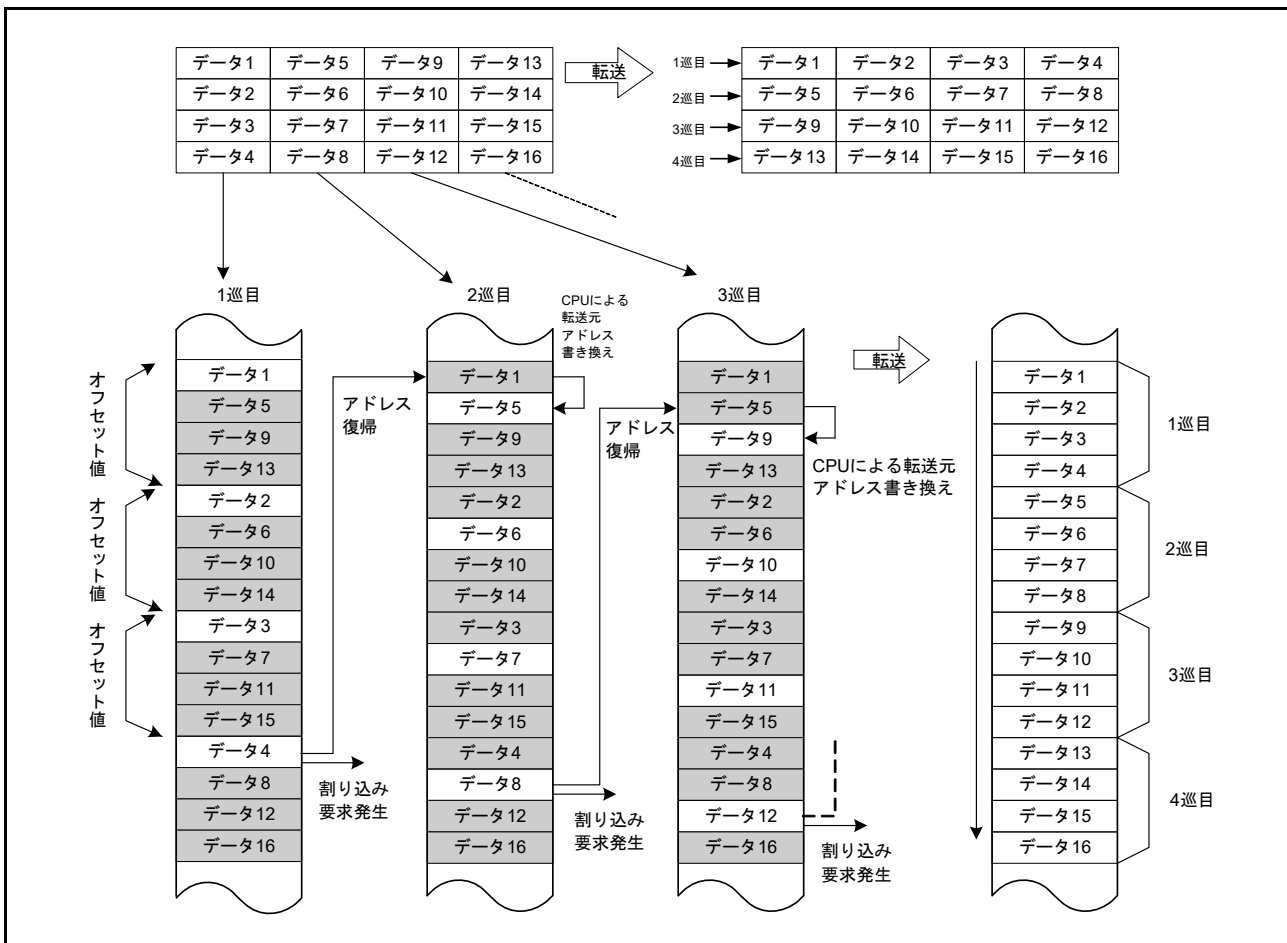 データ1 データ5 データ9 データ13
データ2 データ6 データ10 データ14
データ3 データ7 データ11 データ15
データ4 データ8 データ12 データ16
転送
1巡目 データ1 データ2 データ3 データ4
2巡目 データ5 データ6 データ7 データ8
3巡目 データ9 データ10 データ11 データ12
4巡目 データ13 データ14 データ15 データ16
1巡目
オフセット値
オフセット値
オフセット値
データ1
データ5
データ9
データ13
データ2
データ6
データ10
データ14
データ3
データ7
データ11
データ15
データ4
データ8
データ12
データ16
アドレス
復帰
割り込み
要求発生
2巡目
CPUによる
転送元
アドレス
書き換え
データ1
データ5
データ9
データ13
データ2
データ6
データ10
データ14
データ3
データ7
データ11
データ15
データ4
データ8
データ12
データ16
アドレス
復帰
割り込み
要求発生
3巡目
データ1
データ5
データ9
データ13
データ2
データ6
データ10
データ14
データ3
データ7
データ11
データ15
データ4
データ8
データ12
データ16
CPUによる転送元
アドレス書き換え
割り込み
要求発生
転送
データ1
データ2
データ3
データ4
データ5
データ6
データ7
データ8
データ9
データ10
データ11
データ12
データ13
データ14
データ15
データ16
1巡目
2巡目
3巡目
4巡目